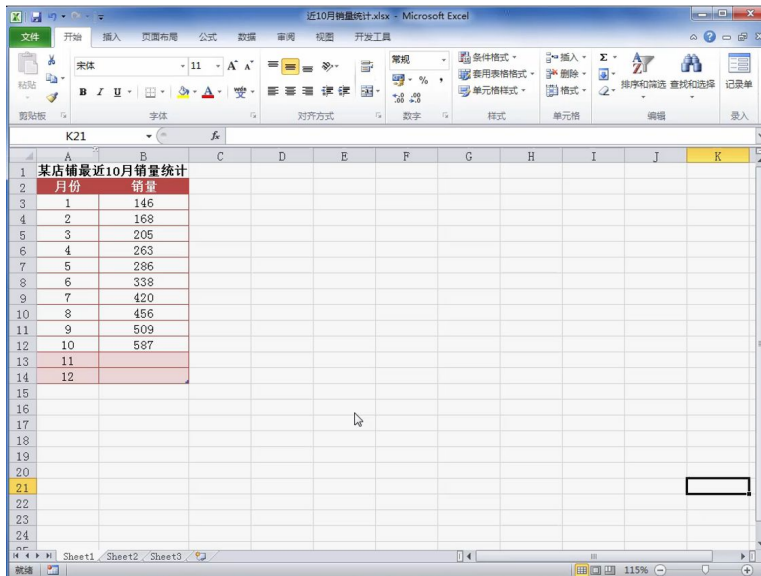 近10月销量统计.xlsx - Microsoft Excel
文件 开始 插入 页面布局 公式 数据 审阅 视图 开发工具
宋体 11 A A 常规 条件格式 插入 Σ
粘贴 套用表格格式 删除 排序和筛选 查找和选择 记录单
B I U A 变 % , 单元格样式 格式
剪贴板 字体 对齐方式 数字 样式 单元格 编辑 录入
K21 fx
A B C D E F G H I J K
1 某店铺最近10月销量统计
2 月份 销量
3 1 146
4 2 168
5 3 205
6 4 263
7 5 286
8 6 338
9 7 420
10 8 456
11 9 509
12 10 587
13 11
14 12
15
16
17
18
19
20
21
22
23
24
25
Sheet1 Sheet2 Sheet3
就绪 115%